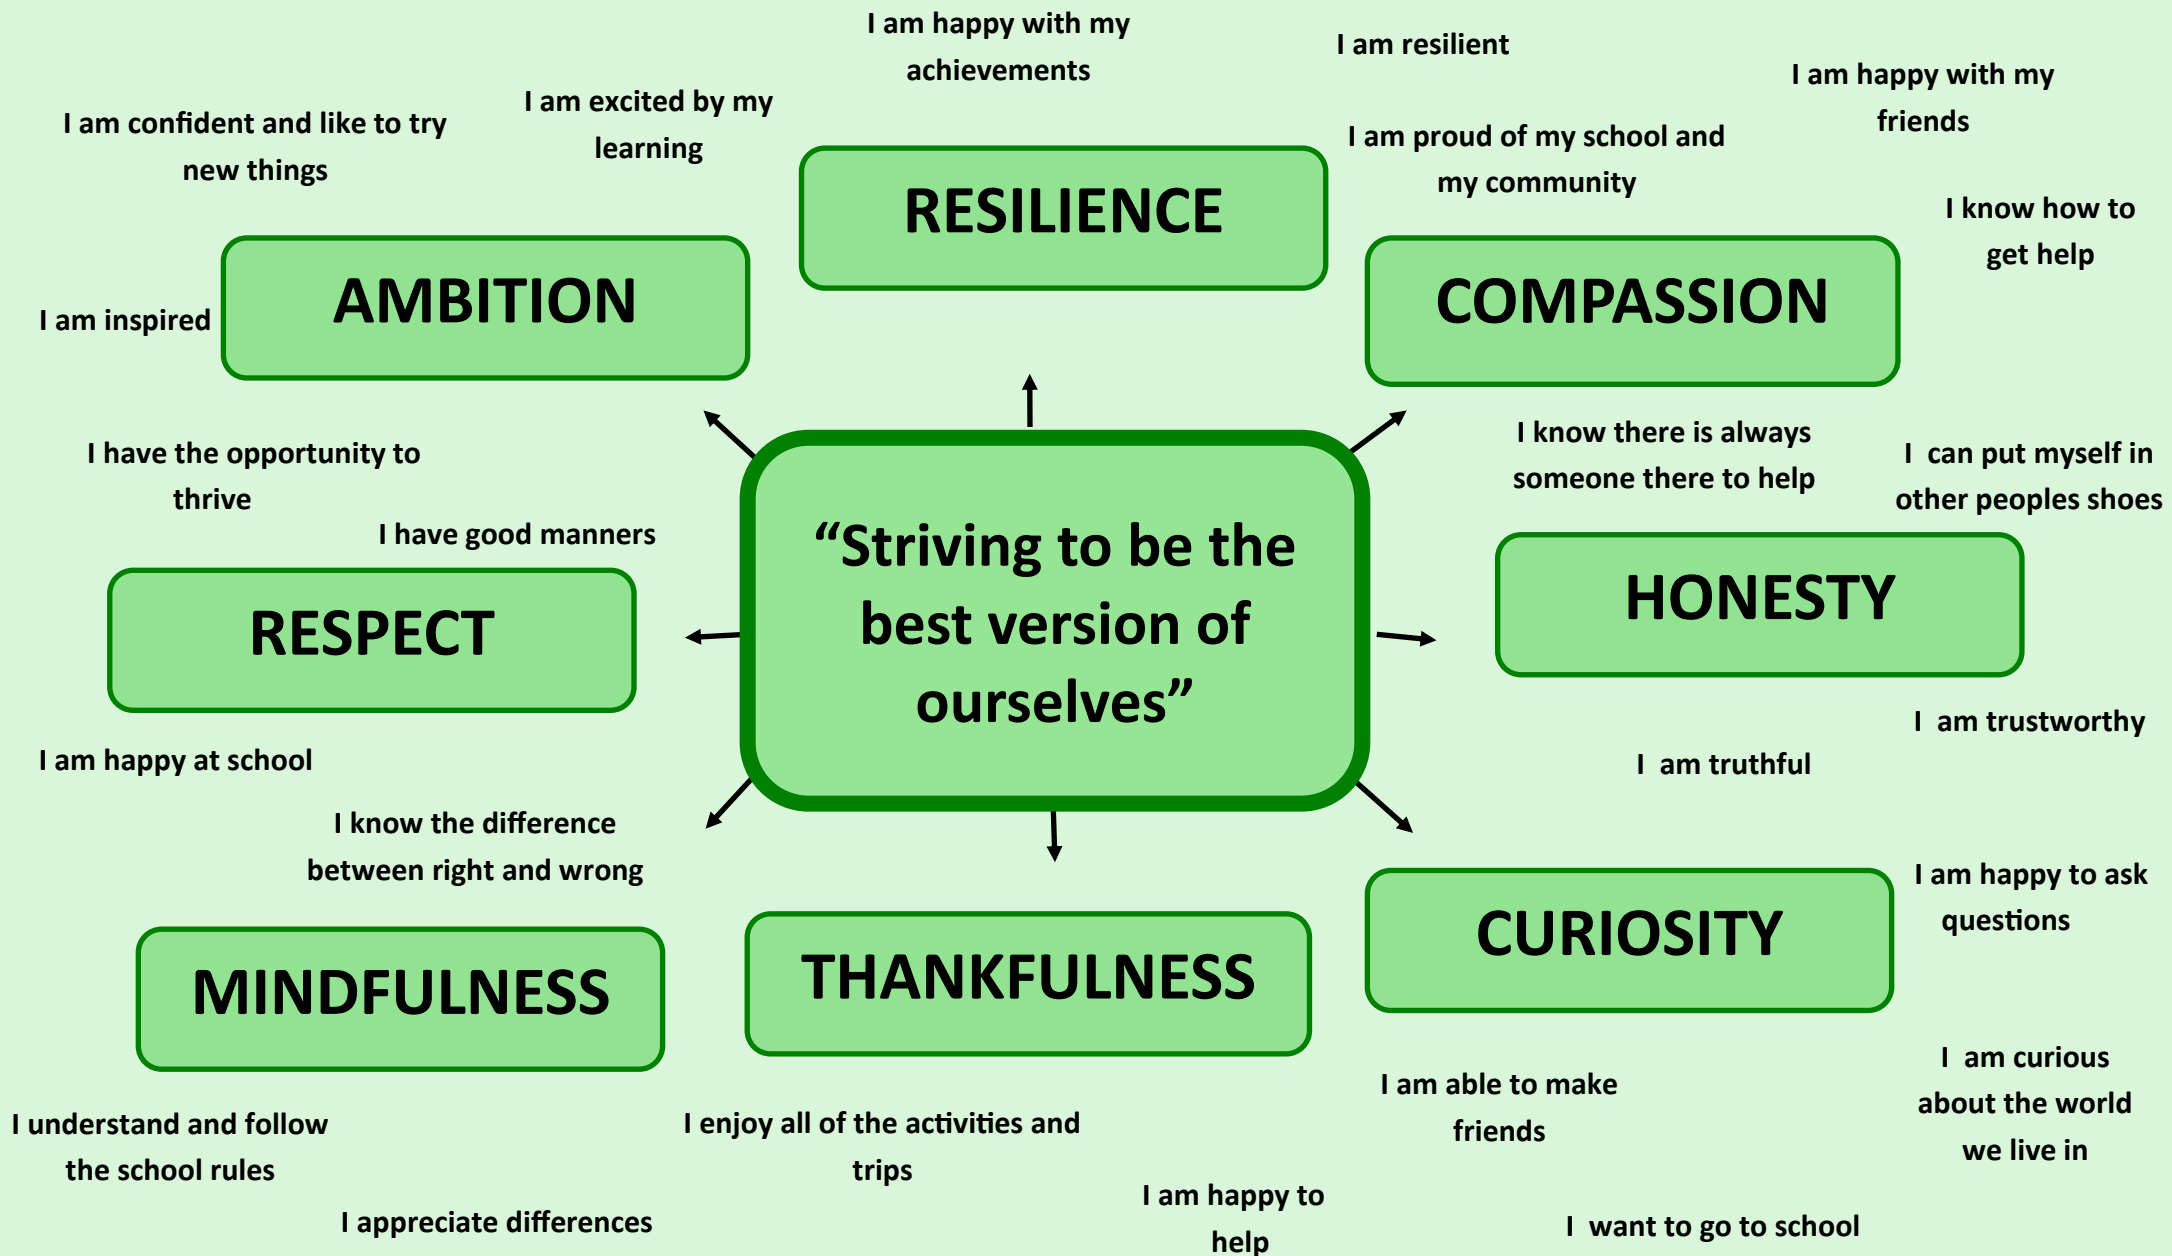 I am happy with my
achievements
I am resilient
I am happy with my
friends
I am confident and like to try
new things
I am excited by my
learning
I am proud of my school and
my community
RESILIENCE
I know how to
get help
AMBITION
COMPASSION
I am inspired
I have the opportunity to
thrive
I know there is always
someone there to help
I  can put myself in
other peoples shoes
I have good manners
“Striving to be the
best version of
ourselves”
RESPECT
HONESTY
I am happy at school
I  am trustworthy
I  am truthful
I know the difference
between right and wrong
I am happy to ask
questions
MINDFULNESS
THANKFULNESS
CURIOSITY
I understand and follow
the school rules
I enjoy all of the activities and
trips
I am able to make
friends
I  am curious
about the world
we live in
I appreciate differences
I am happy to
help
I  want to go to school